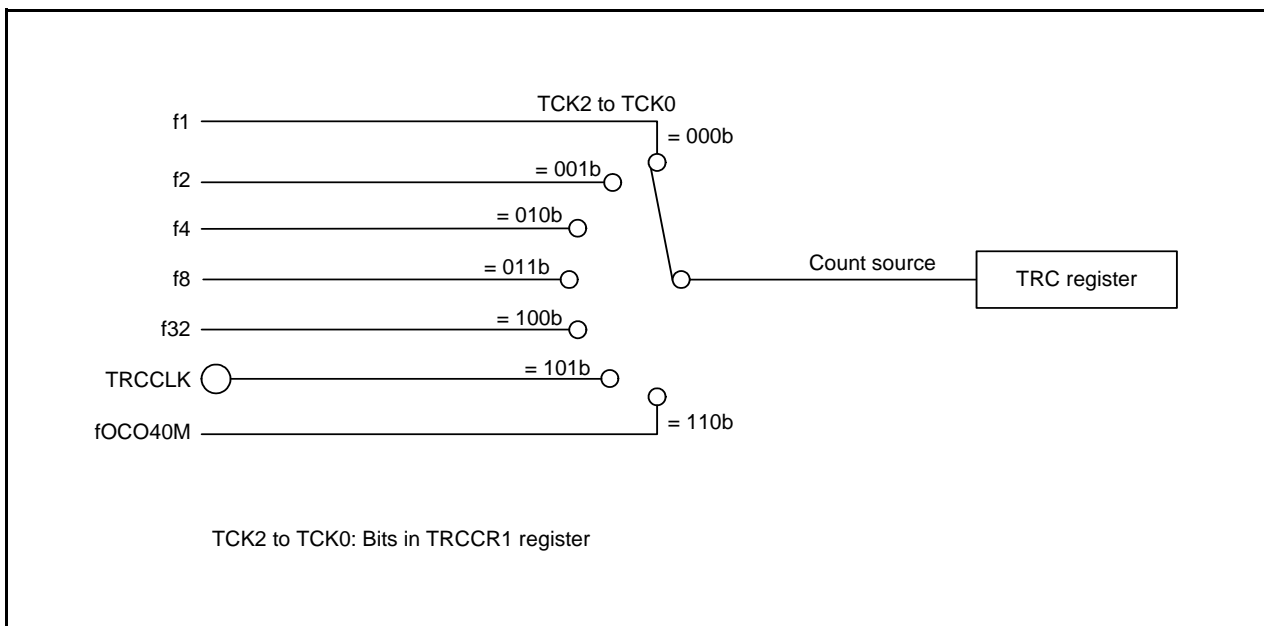 TCK2 to TCK0
f1
= 000b
f2
= 001b
f4
= 010b
f8
= 011b
Count source
TRC register
f32
= 100b
TRCCLK
= 101b
fOCO40M
= 110b
TCK2 to TCK0: Bits in TRCCR1 register